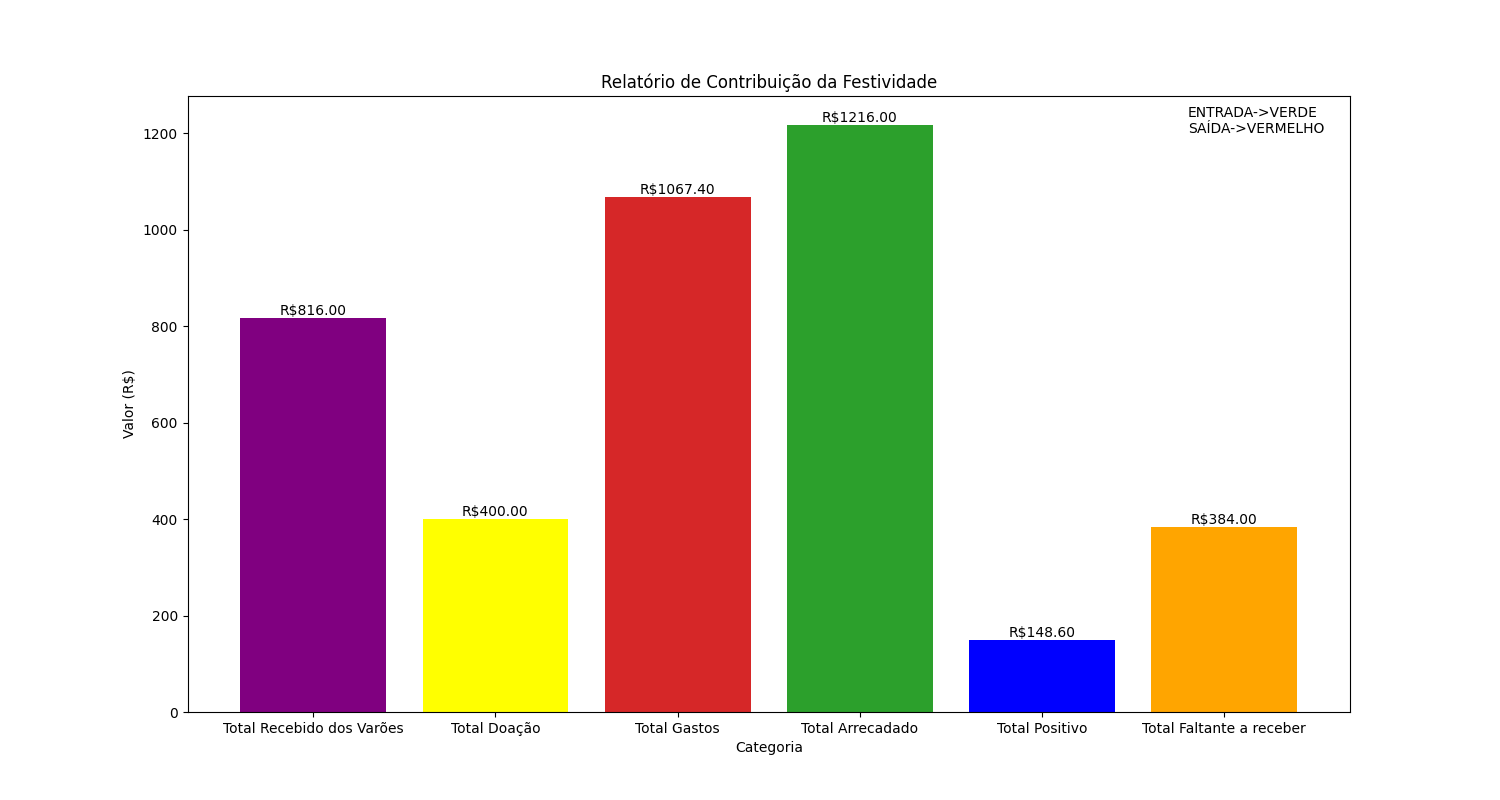 Relatório de Contribuição da Festividade
ENTRADA->VERDE
SAÍDA->VERMELHO
Valor (R$)
1200
1000
800
600
400
200
0
R$816.00
R$400.00
R$1067.40
R$1216.00
R$148.60
R$384.00
Total Recebido dos Varões
Total Doação
Total Gastos
Total Arrecadado
Total Positivo
Total Faltante a receber
Categoria